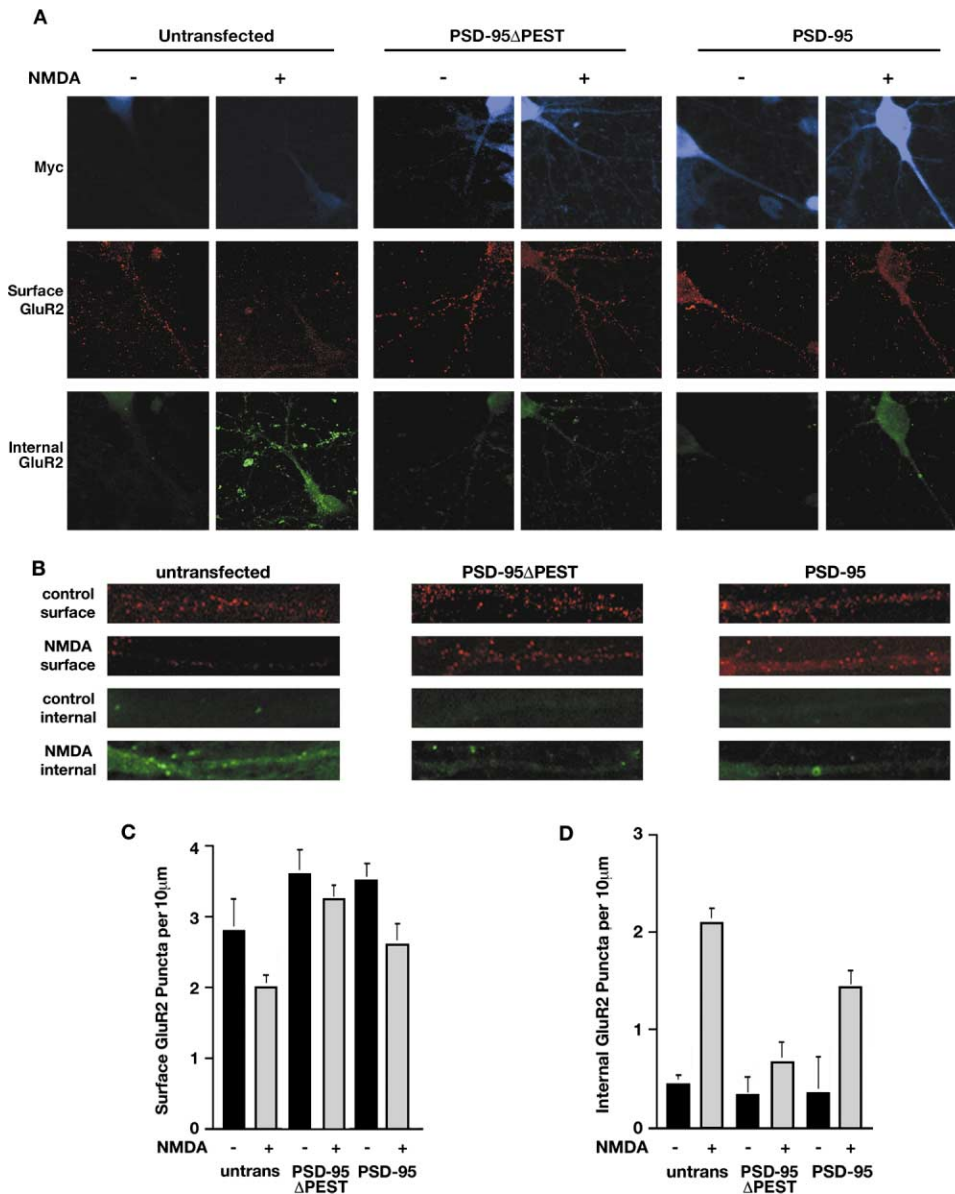 A
Untransfected PSD-95ΔPEST PSD-95
NMDA - + - + - +
Myc
Surface
GluR2
Internal
GluR2
B
untransfected PSD-95ΔPEST PSD-95
control
surface
NMDA
surface
control
internal
NMDA
internal
C
Surface GluR2 Puncta per 10μm
4
3
2
1
0
NMDA - + - + - +
untrans PSD-95 PSD-95
ΔPEST
D
Internal GluR2 Puncta per 10μm
3
2
1
0
NMDA - + - + - +
untrans PSD-95 PSD-95
ΔPEST